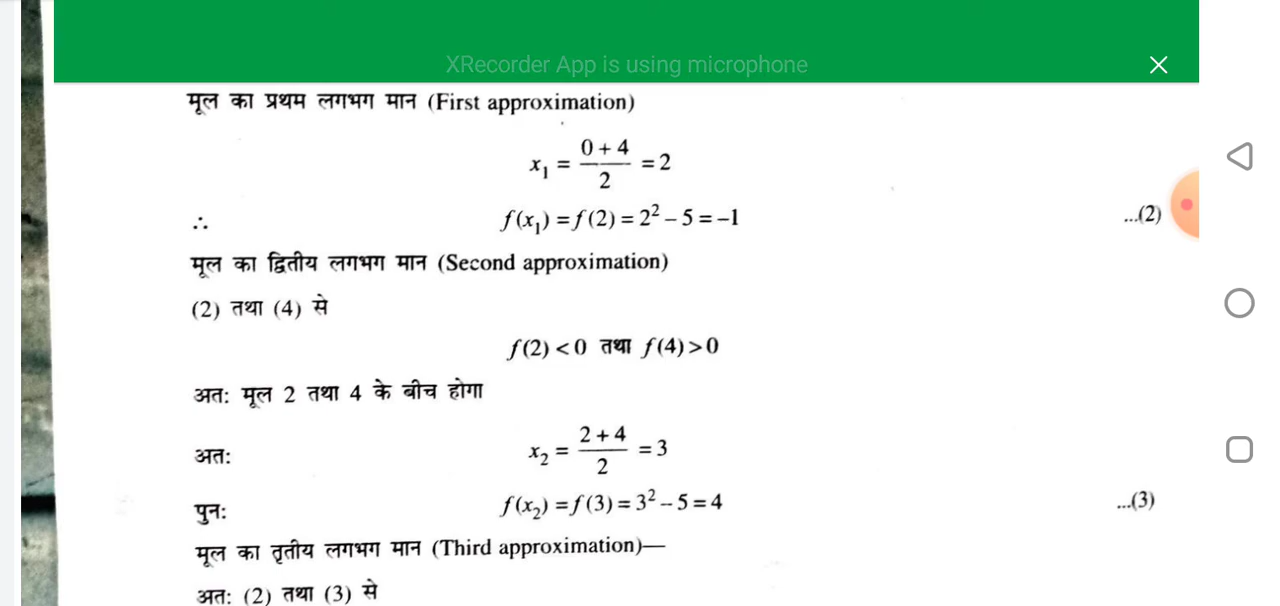 XRecorder App is using microphone
मूल का प्रथम लगभग मान (First approximation)
x₁ = (0 + 4)/2 = 2
∴ f(x₁) = f(2) = 2² – 5 = –1 ...(2)
मूल का द्वितीय लगभग मान (Second approximation)
(2) तथा (4) से
f(2) < 0 तथा f(4) > 0
अतः मूल 2 तथा 4 के बीच होगा
अतः x₂ = (2 + 4)/2 = 3
पुनः f(x₂) = f(3) = 3² – 5 = 4 ...(3)
मूल का तृतीय लगभग मान (Third approximation)—
अतः (2) तथा (3) से